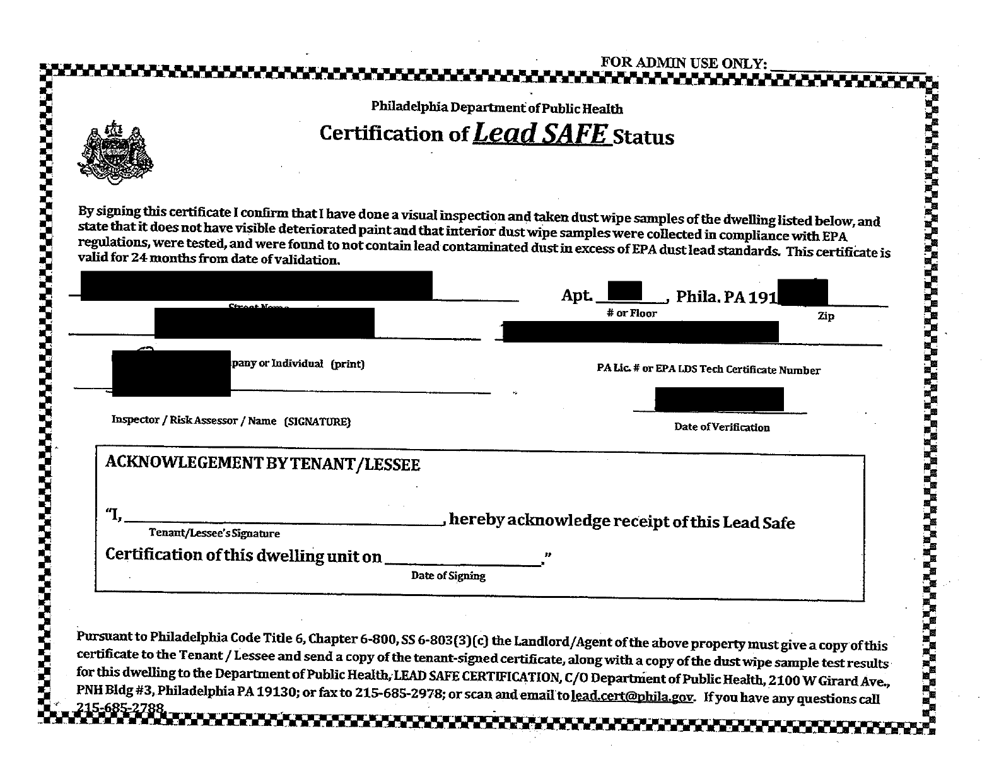 FOR ADMIN USE ONLY:
Philadelphia Department of Public Health
Certification of Lead SAFE Status
By signing this certificate I confirm that I have done a visual inspection and taken dust wipe samples of the dwelling listed below, and
state that it does not have visible deteriorated paint and that interior dust wipe samples were collected in compliance with EPA
regulations, were tested, and were found to not contain lead contaminated dust in excess of EPA dust lead standards. This certificate is
valid for 24 months from date of validation.
Apt. , Phila. PA 191
Street Name # or Floor Zip
pany or Individual (print) PA Lic. # or EPA LDS Tech Certificate Number
Inspector / Risk Assessor / Name (SIGNATURE) Date of Verification
ACKNOWLEGEMENT BY TENANT/LESSEE
“I, , hereby acknowledge receipt of this Lead Safe
Tenant/Lessee's Signature
Certification of this dwelling unit on .”
Date of Signing
Pursuant to Philadelphia Code Title 6, Chapter 6-800, SS 6-803(3)(c) the Landlord/Agent of the above property must give a copy of this
certificate to the Tenant / Lessee and send a copy of the tenant-signed certificate, along with a copy of the dust wipe sample test results
for this dwelling to the Department of Public Health, LEAD SAFE CERTIFICATION, C/O Department of Public Health, 2100 W Girard Ave.,
PNH Bldg #3, Philadelphia PA 19130; or fax to 215-685-2978; or scan and email to lead.cert@phila.gov. If you have any questions call
215-685-2788